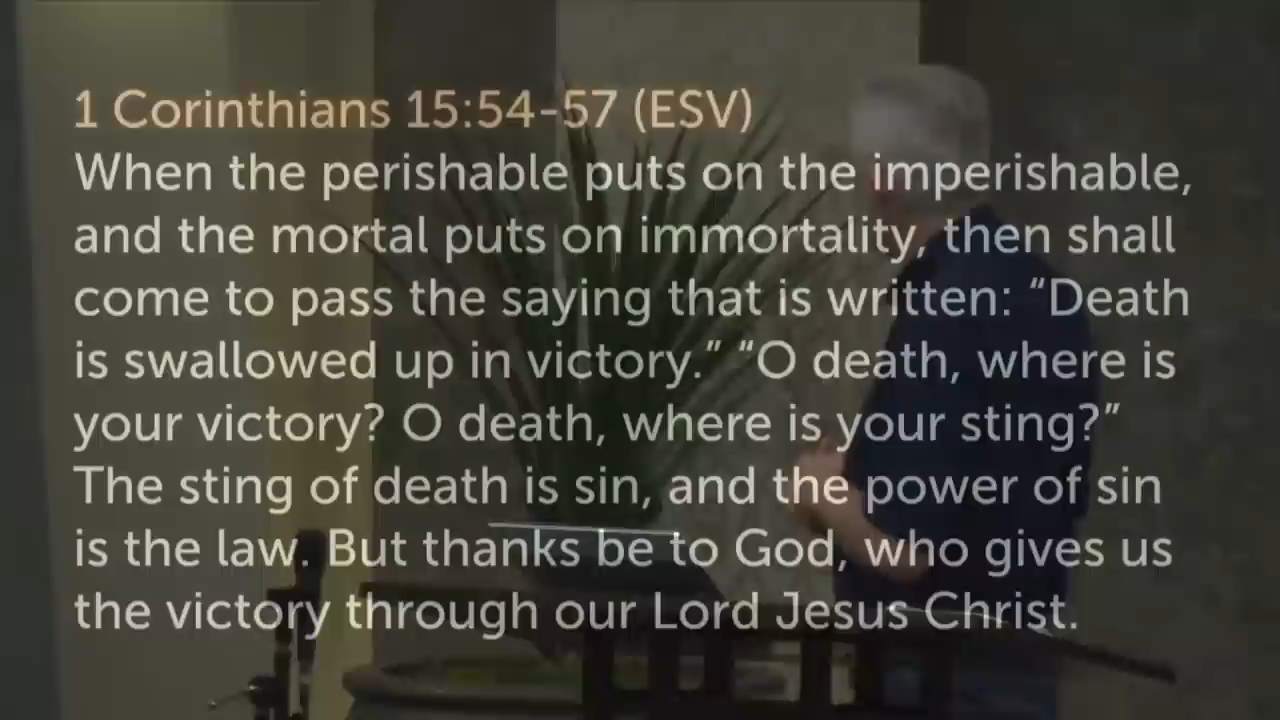 1 Corinthians 15:54-57 (ESV)
When the perishable puts on the imperishable,
and the mortal puts on immortality, then shall
come to pass the saying that is written: “Death
is swallowed up in victory.” “O death, where is
your victory? O death, where is your sting?”
The sting of death is sin, and the power of sin
is the law. But thanks be to God, who gives us
the victory through our Lord Jesus Christ.